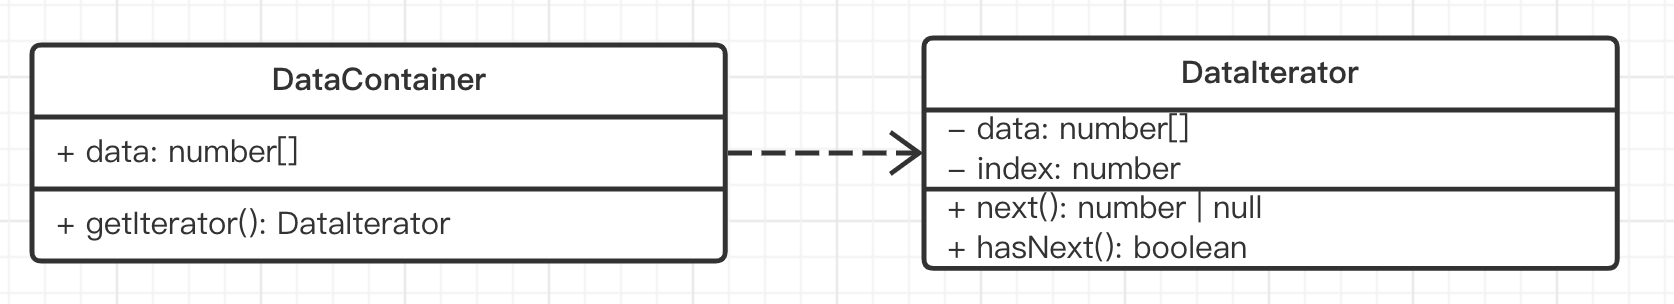 DataContainer
+ data: number[]
+ getIterator(): DataIterator
DataIterator
– data: number[]
– index: number
+ next(): number | null
+ hasNext(): boolean